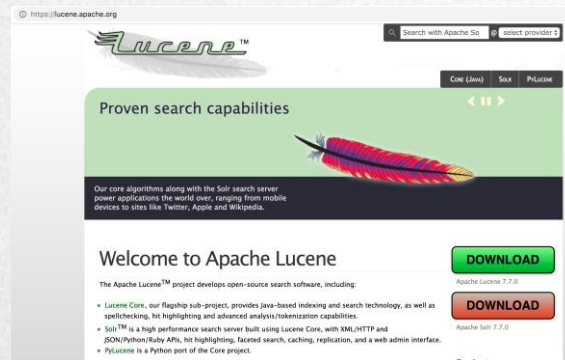 https://lucene.apache.org
Lucene™
Search with Apache So @ select provider
CORE (JAVA) SOLR PYLUCENE
Proven search capabilities
Our core algorithms along with the Solr search server
power applications the world over, ranging from mobile
devices to sites like Twitter, Apple and Wikipedia.
Welcome to Apache Lucene
DOWNLOAD
Apache Lucene 7.7.0
The Apache Lucene™ project develops open-source search software, including:
Lucene Core, our flagship sub-project, provides Java-based indexing and search technology, as well as
spellchecking, hit highlighting and advanced analysis/tokenization capabilities.
Solr™ is a high performance search server built using Lucene Core, with XML/HTTP and
JSON/Python/Ruby APIs, hit highlighting, faceted search, caching, replication, and a web admin interface.
PyLucene is a Python port of the Core project.
DOWNLOAD
Apache Solr 7.7.0